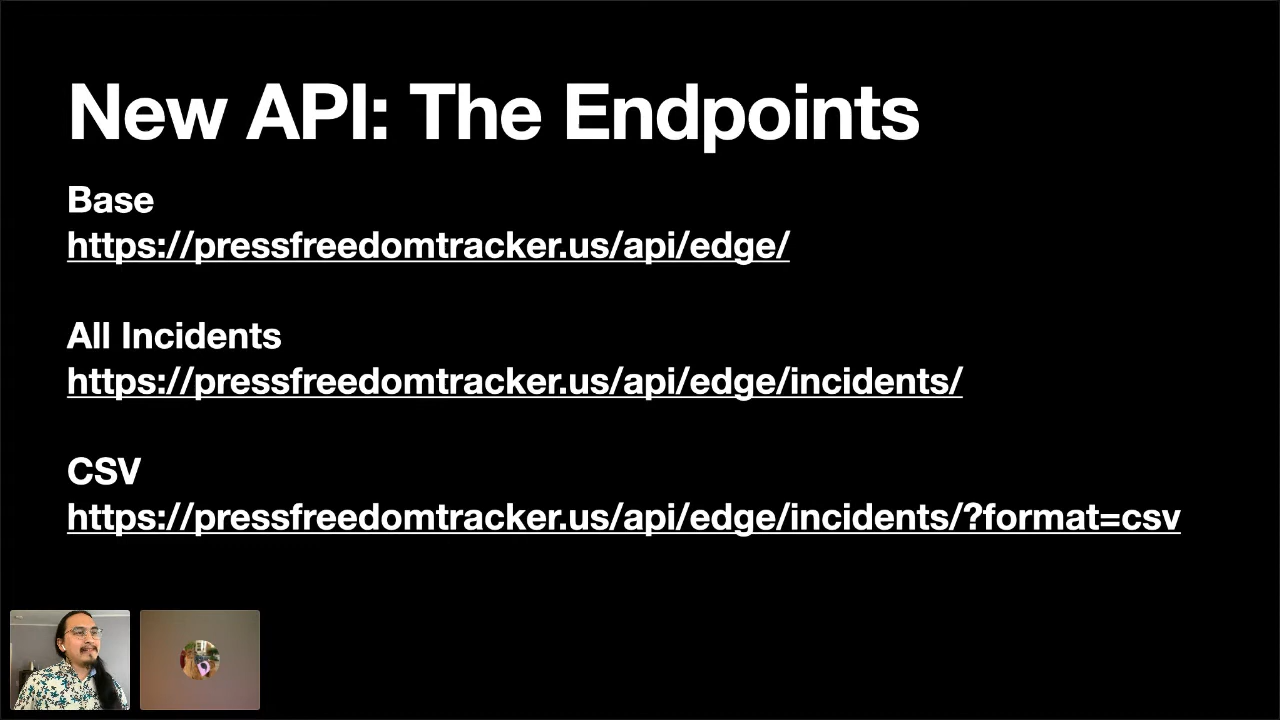 New API: The Endpoints
Base
https://pressfreedomtracker.us/api/edge/
All Incidents
https://pressfreedomtracker.us/api/edge/incidents/
CSV
https://pressfreedomtracker.us/api/edge/incidents/?format=csv